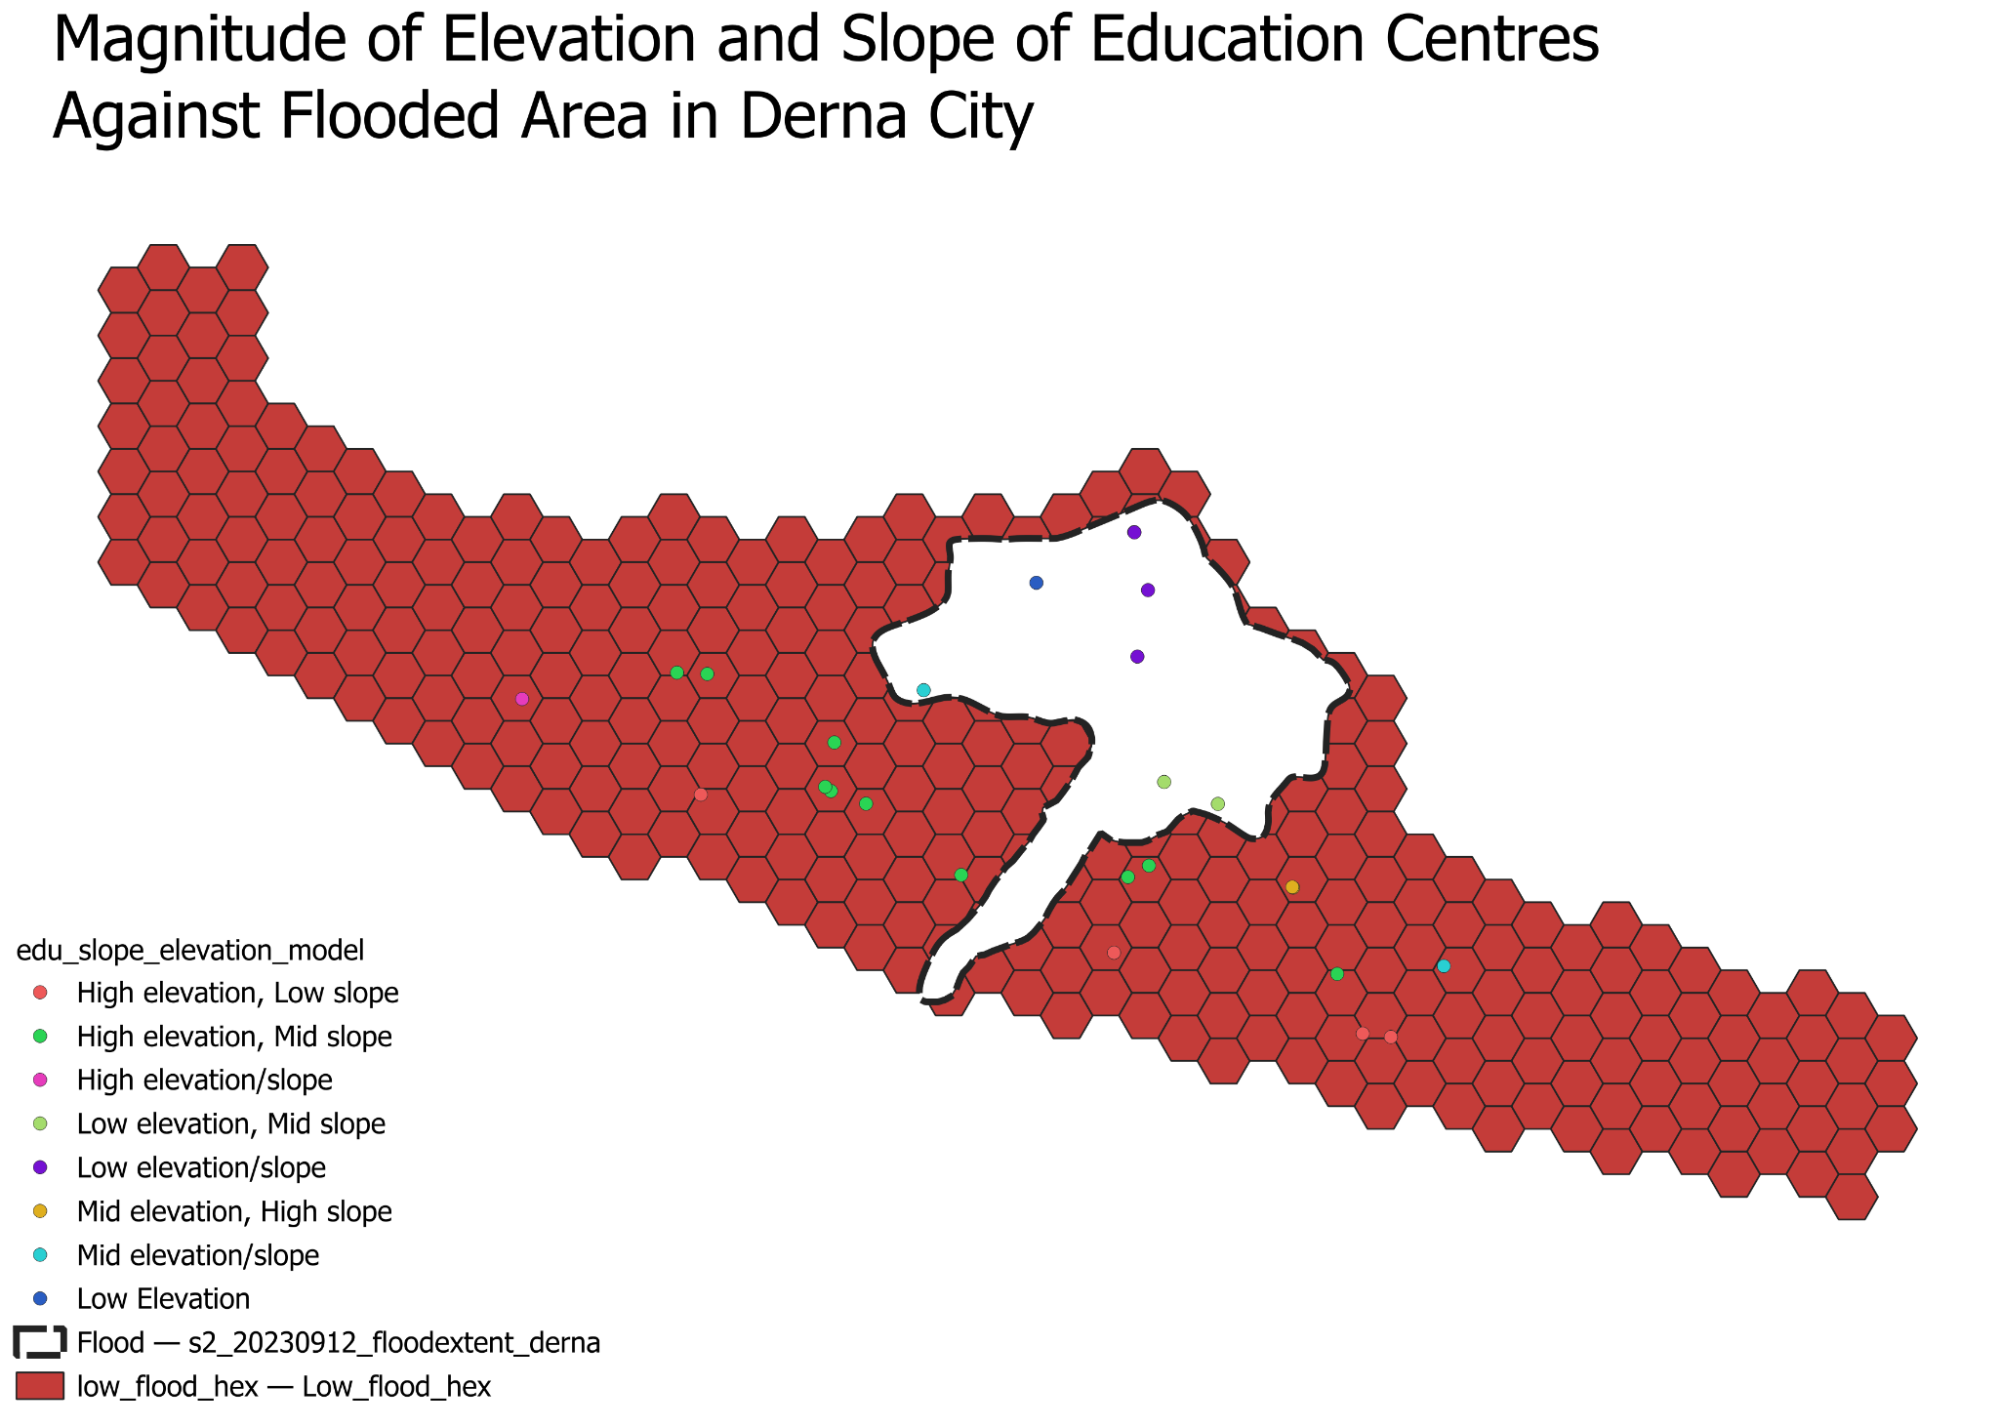 Magnitude of Elevation and Slope of Education Centres
Against Flooded Area in Derna City
edu_slope_elevation_model
High elevation, Low slope
High elevation, Mid slope
High elevation/slope
Low elevation, Mid slope
Low elevation/slope
Mid elevation, High slope
Mid elevation/slope
Low Elevation
Flood — s2_20230912_floodextent_derna
low_flood_hex — Low_flood_hex